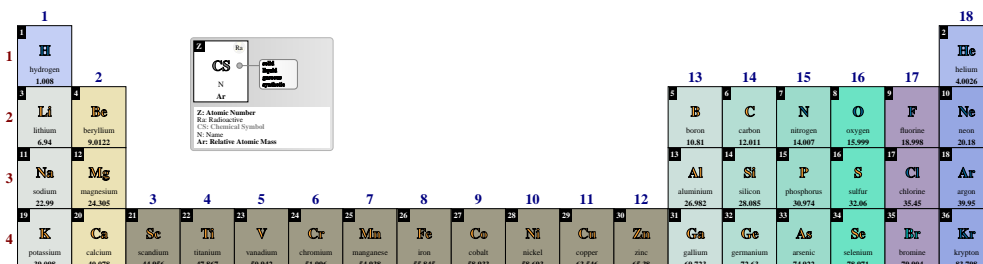 1 18
1 1 H hydrogen 1.008 2 He helium 4.0026
Z Ra CS N Ar solid liquid gaseous synthetic
Z: Atomic Number
Ra: Radioactive
CS: Chemical Symbol
N: Name
Ar: Relative Atomic Mass
2 13 14 15 16 17
2 3 Li lithium 6.94 4 Be beryllium 9.0122 5 B boron 10.81 6 C carbon 12.011 7 N nitrogen 14.007 8 O oxygen 15.999 9 F fluorine 18.998 10 Ne neon 20.18
3 11 Na sodium 22.99 12 Mg magnesium 24.305 13 Al aluminium 26.982 14 Si silicon 28.085 15 P phosphorus 30.974 16 S sulfur 32.06 17 Cl chlorine 35.45 18 Ar argon 39.95
3 4 5 6 7 8 9 10 11 12
4 19 K potassium 20 Ca calcium 21 Sc scandium 22 Ti titanium 23 V vanadium 24 Cr chromium 25 Mn manganese 26 Fe iron 27 Co cobalt 28 Ni nickel 29 Cu copper 30 Zn zinc 31 Ga gallium 32 Ge germanium 33 As arsenic 34 Se selenium 35 Br bromine 36 Kr krypton